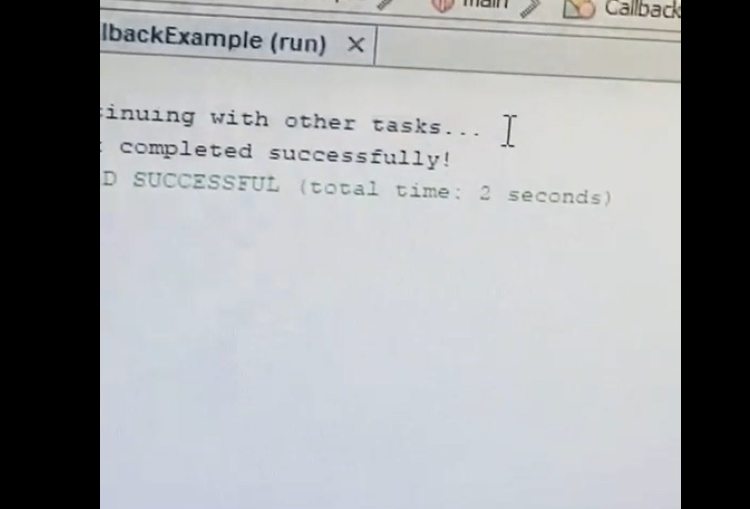 main Callback
lbackExample (run) ×
inuing with other tasks...
completed successfully!
D SUCCESSFUL (total time: 2 seconds)